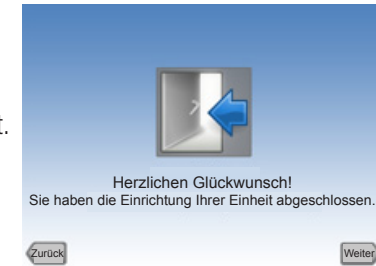 t.
Herzlichen Glückwunsch!
Sie haben die Einrichtung Ihrer Einheit abgeschlossen.
Zurück
Weiter